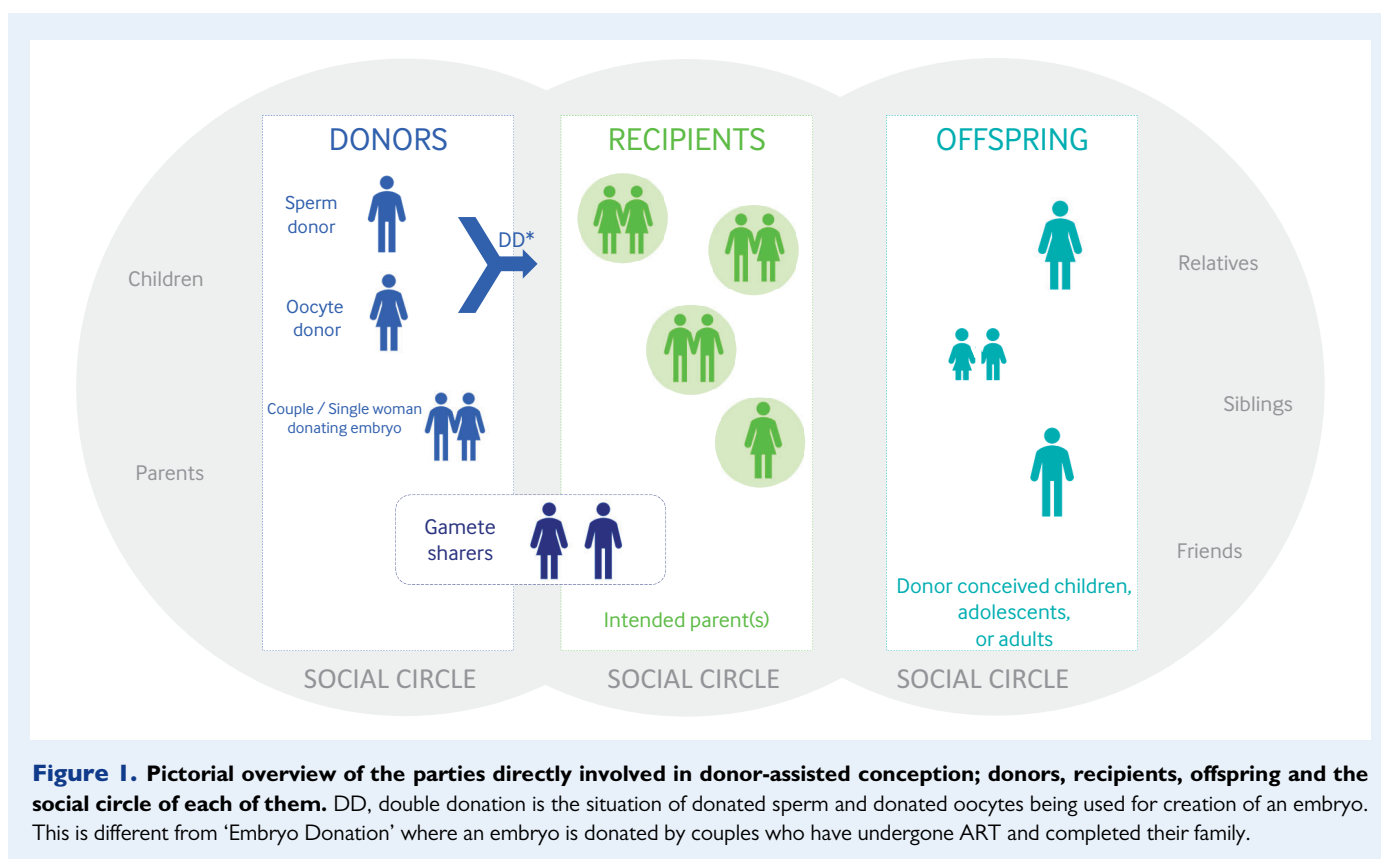 DONORS
Sperm
donor
DD*
Oocyte
donor
Couple / Single woman
donating embryo
Gamete
sharers
RECIPIENTS
Intended parent(s)
OFFSPRING
Donor conceived children,
adolescents,
or adults
Children
Parents
Relatives
Siblings
Friends
SOCIAL CIRCLE
SOCIAL CIRCLE
SOCIAL CIRCLE
Figure 1. Pictorial overview of the parties directly involved in donor-assisted conception; donors, recipients, offspring and the
social circle of each of them. DD, double donation is the situation of donated sperm and donated oocytes being used for creation of an embryo.
This is different from ‘Embryo Donation’ where an embryo is donated by couples who have undergone ART and completed their family.